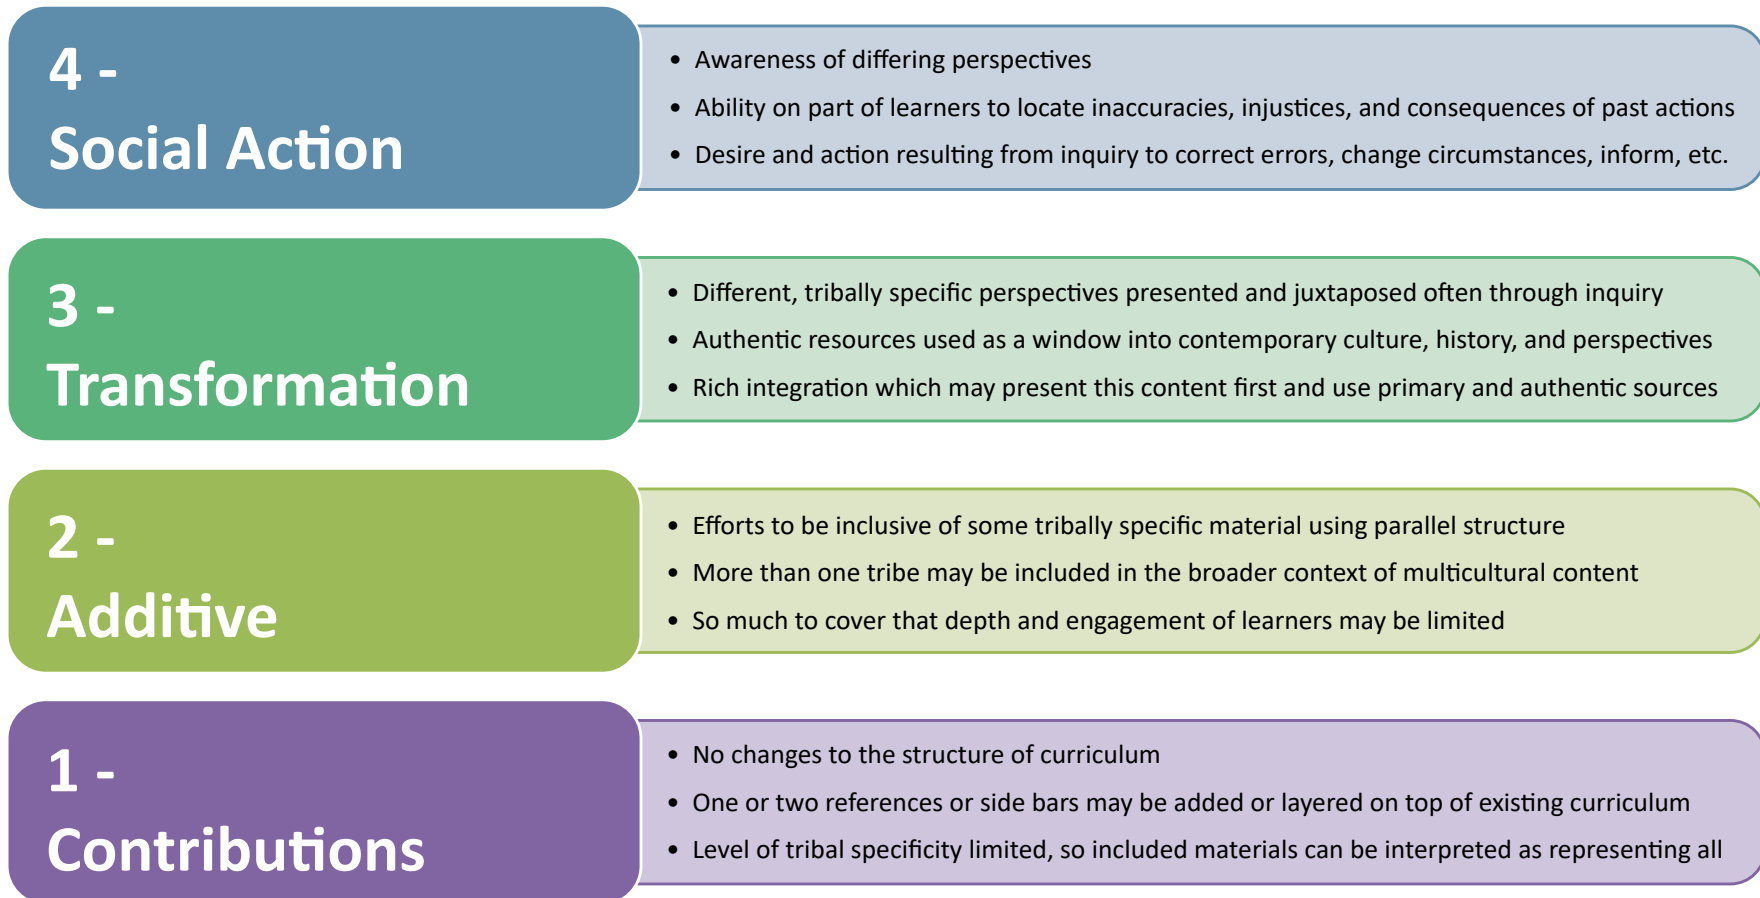 4 -
Social Action
• Awareness of differing perspectives
• Ability on part of learners to locate inaccuracies, injustices, and consequences of past actions
• Desire and action resulting from inquiry to correct errors, change circumstances, inform, etc.
3 -
Transformation
• Different, tribally specific perspectives presented and juxtaposed often through inquiry
• Authentic resources used as a window into contemporary culture, history, and perspectives
• Rich integration which may present this content first and use primary and authentic sources
2 -
Additive
• Efforts to be inclusive of some tribally specific material using parallel structure
• More than one tribe may be included in the broader context of multicultural content
• So much to cover that depth and engagement of learners may be limited
1 -
Contributions
• No changes to the structure of curriculum
• One or two references or side bars may be added or layered on top of existing curriculum
• Level of tribal specificity limited, so included materials can be interpreted as representing all